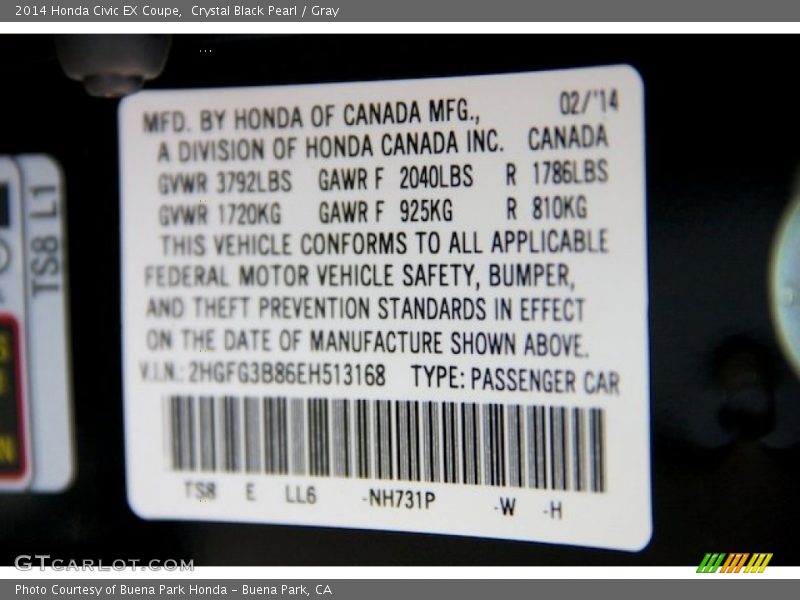 2014 Honda Civic EX Coupe,  Crystal Black Pearl / Gray
02/'14
MFD. BY HONDA OF CANADA MFG.,
A DIVISION OF HONDA CANADA INC. CANADA
GVWR 3792LBS GAWR F 2040LBS R 1786LBS
GVWR 1720KG GAWR F 925KG R 810KG
THIS VEHICLE CONFORMS TO ALL APPLICABLE
FEDERAL MOTOR VEHICLE SAFETY, BUMPER,
AND THEFT PREVENTION STANDARDS IN EFFECT
ON THE DATE OF MANUFACTURE SHOWN ABOVE.
V.I.N.: 2HGFG3B86EH513168 TYPE: PASSENGER CAR
TS8 E LL6 -NH731P -W -H
TS8 L1
GTCARLOT.COM
Photo Courtesy of Buena Park Honda - Buena Park, CA